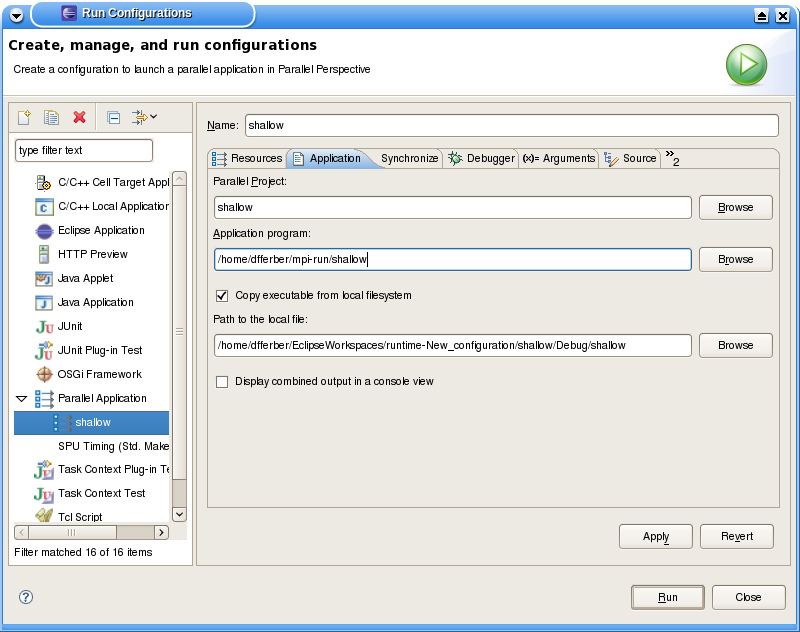 Run Configurations
Create, manage, and run configurations
Create a configuration to launch a parallel application in Parallel Perspective
Name: shallow
type filter text
Resources Application Synchronize Debugger (x)= Arguments Source »2
C/C++ Cell Target Appl
C/C++ Local Application
Eclipse Application
HTTP Preview
Java Applet
Java Application
JUnit
JUnit Plug-in Test
OSGi Framework
Parallel Application
shallow
SPU Timing (Std. Make
Task Context Plug-in Te
Task Context Test
Tcl Script
Filter matched 16 of 16 items
Parallel Project:
shallow Browse
Application program:
/home/dfferber/mpi-run/shallow Browse
Copy executable from local filesystem
Path to the local file:
/home/dfferber/EclipseWorkspaces/runtime-New_configuration/shallow/Debug/shallow Browse
Display combined output in a console view
Apply Revert
? Run Close